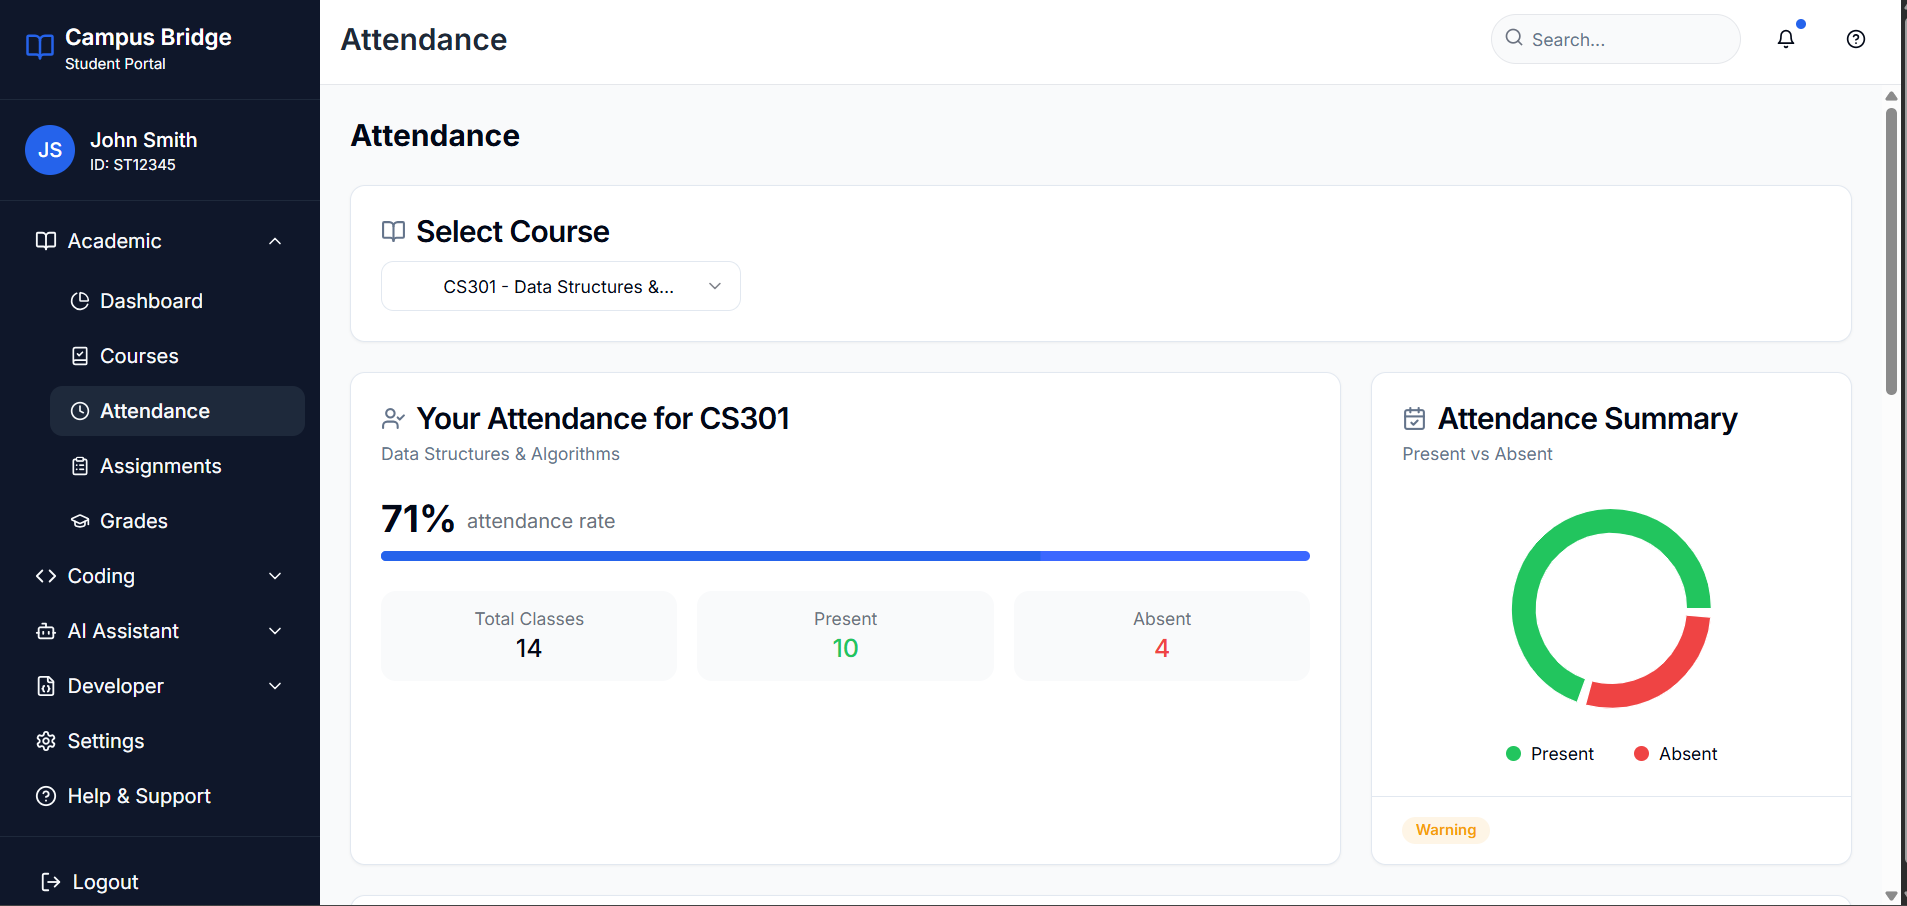 Campus Bridge
Student Portal
JS
John Smith
ID: ST12345
Academic
Dashboard
Courses
Attendance
Assignments
Grades
Coding
AI Assistant
Developer
Settings
Help & Support
Logout
Attendance
Search...
Attendance
Select Course
CS301 - Data Structures &...
Your Attendance for CS301
Data Structures & Algorithms
71% attendance rate
Total Classes
14
Present
10
Absent
4
Attendance Summary
Present vs Absent
Present
Absent
Warning